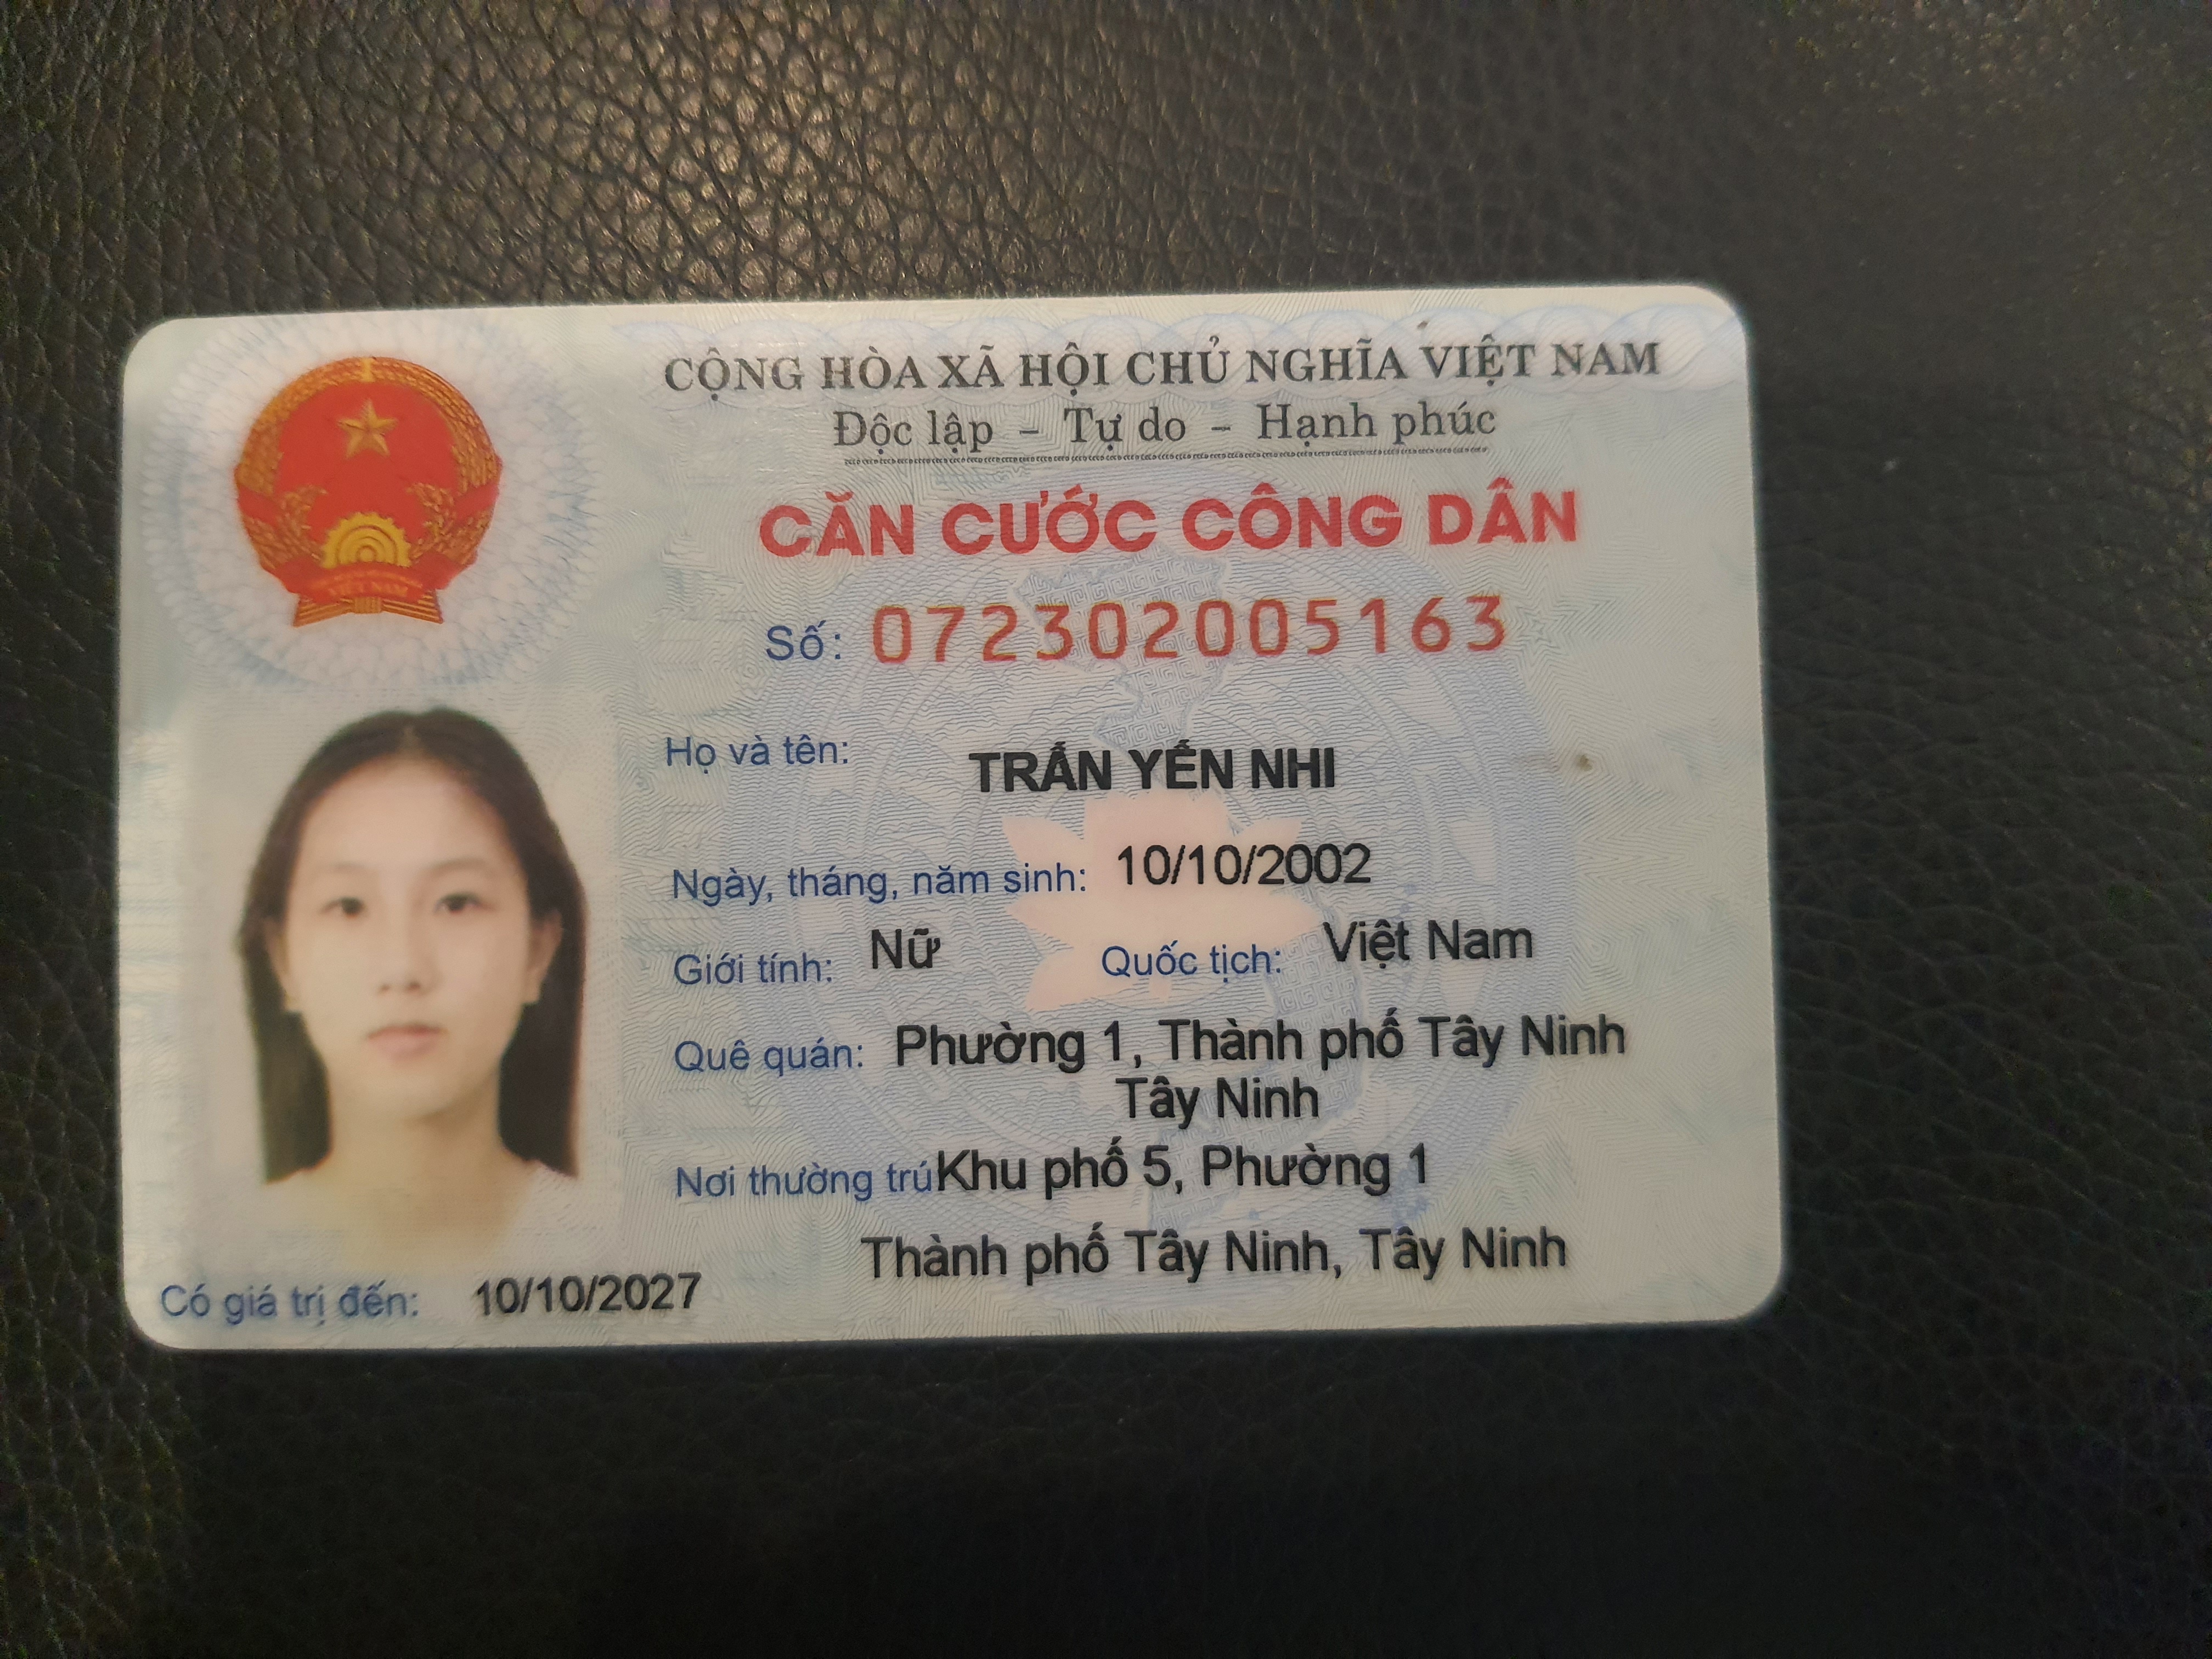 CỘNG HÒA XÃ HỘI CHỦ NGHĨA VIỆT NAM
Độc lập - Tự do - Hạnh phúc
CĂN CƯỚC CÔNG DÂN
Số: 072302005163
Họ và tên: TRẤN YẾN NHI
Ngày, tháng, năm sinh: 10/10/2002
Giới tính: Nữ Quốc tịch: Việt Nam
Quê quán: Phường 1, Thành phố Tây Ninh
Tây Ninh
Nơi thường trú Khu phố 5, Phường 1
Thành phố Tây Ninh, Tây Ninh
Có giá trị đến: 10/10/2027
VIỆT NAM